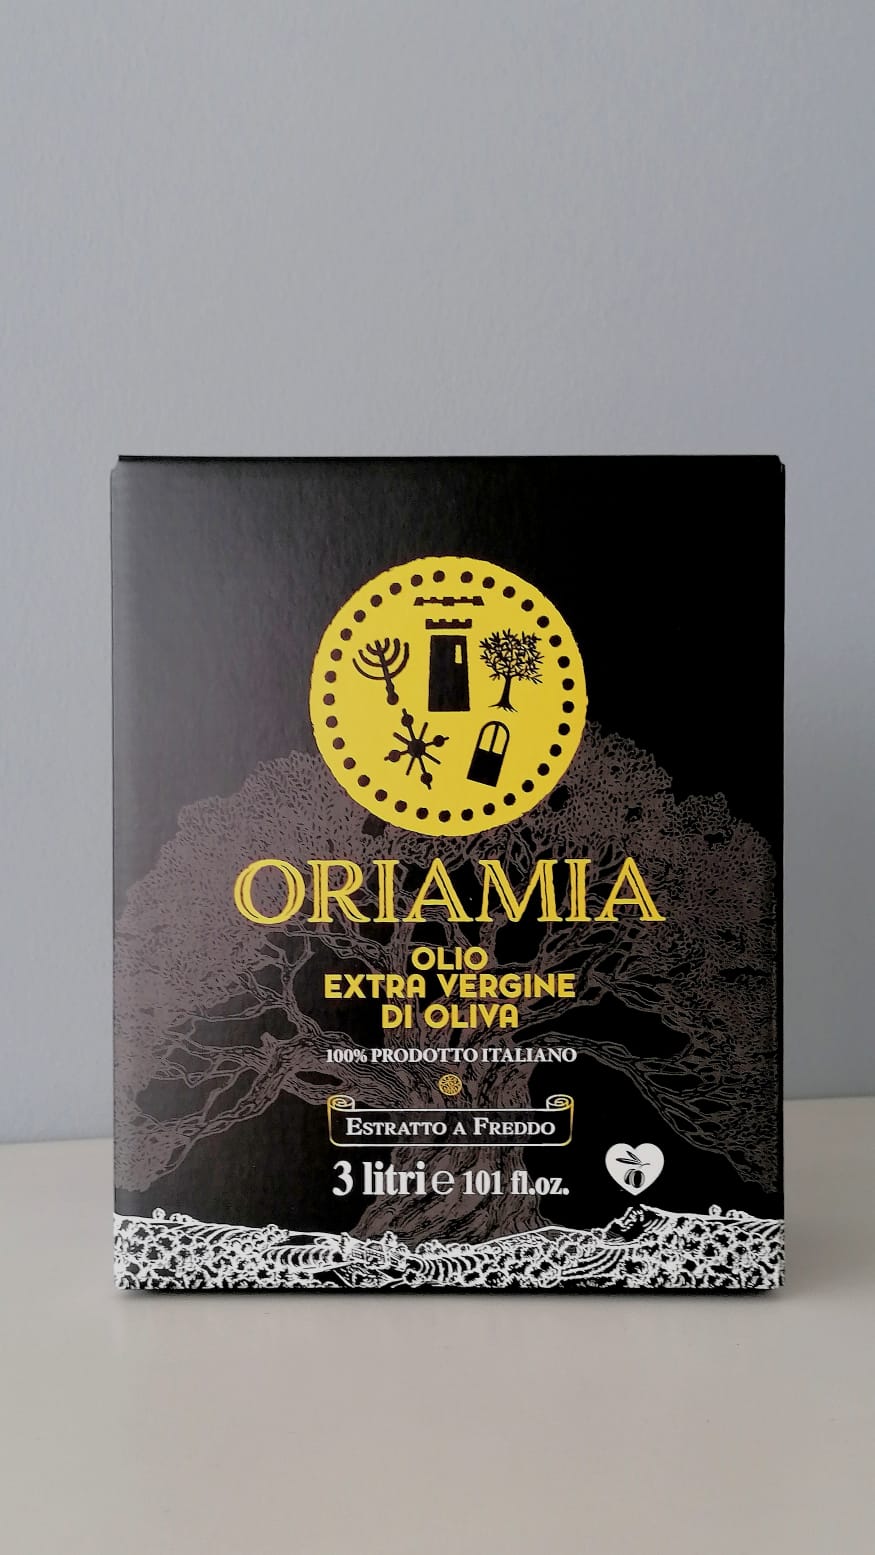 ORIAMIA
OLIO
EXTRA VERGINE
DI OLIVA
100% PRODOTTO ITALIANO
ESTRATTO A FREDDO
3 litri e 101 fl.oz.